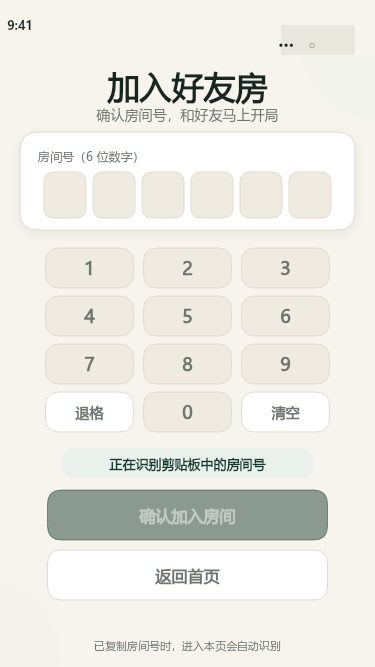 9:41
加入好友房
确认房间号，和好友马上开局
房间号（6 位数字）
1 2 3
4 5 6
7 8 9
退格 0 清空
正在识别剪贴板中的房间号
确认加入房间
返回首页
已复制房间号时，进入本页会自动识别